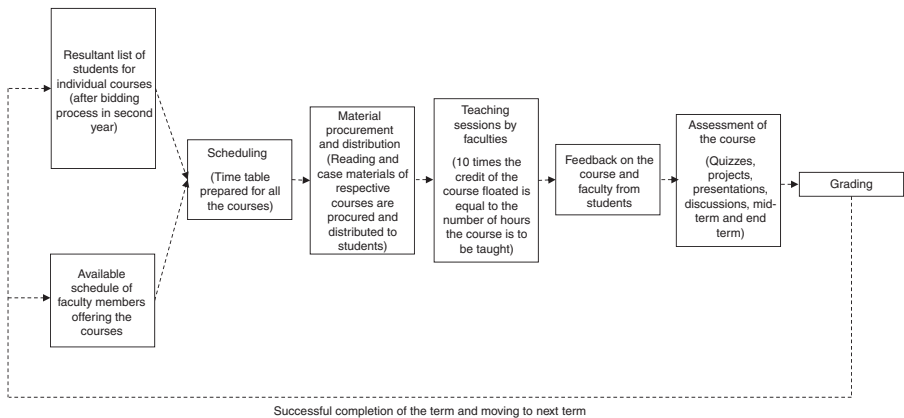 Resultant list of
students for
individual courses
(after bidding
process in second
year)
Available
schedule of
faculty members
offering the
courses
Scheduling
(Time table
prepared for all
the courses)
Material
procurement
and distribution
(Reading and
case materials of
respective
courses are
procured and
distributed to
students)
Teaching
sessions by
faculties
(10 times the
credit of the
course floated is
equal to the
number of hours
the course is to
be taught)
Feedback on the
course and
faculty from
students
Assessment of
the course
(Quizzes,
projects,
presentations,
discussions, mid-
term and end
term)
Grading
Successful completion of the term and moving to next term